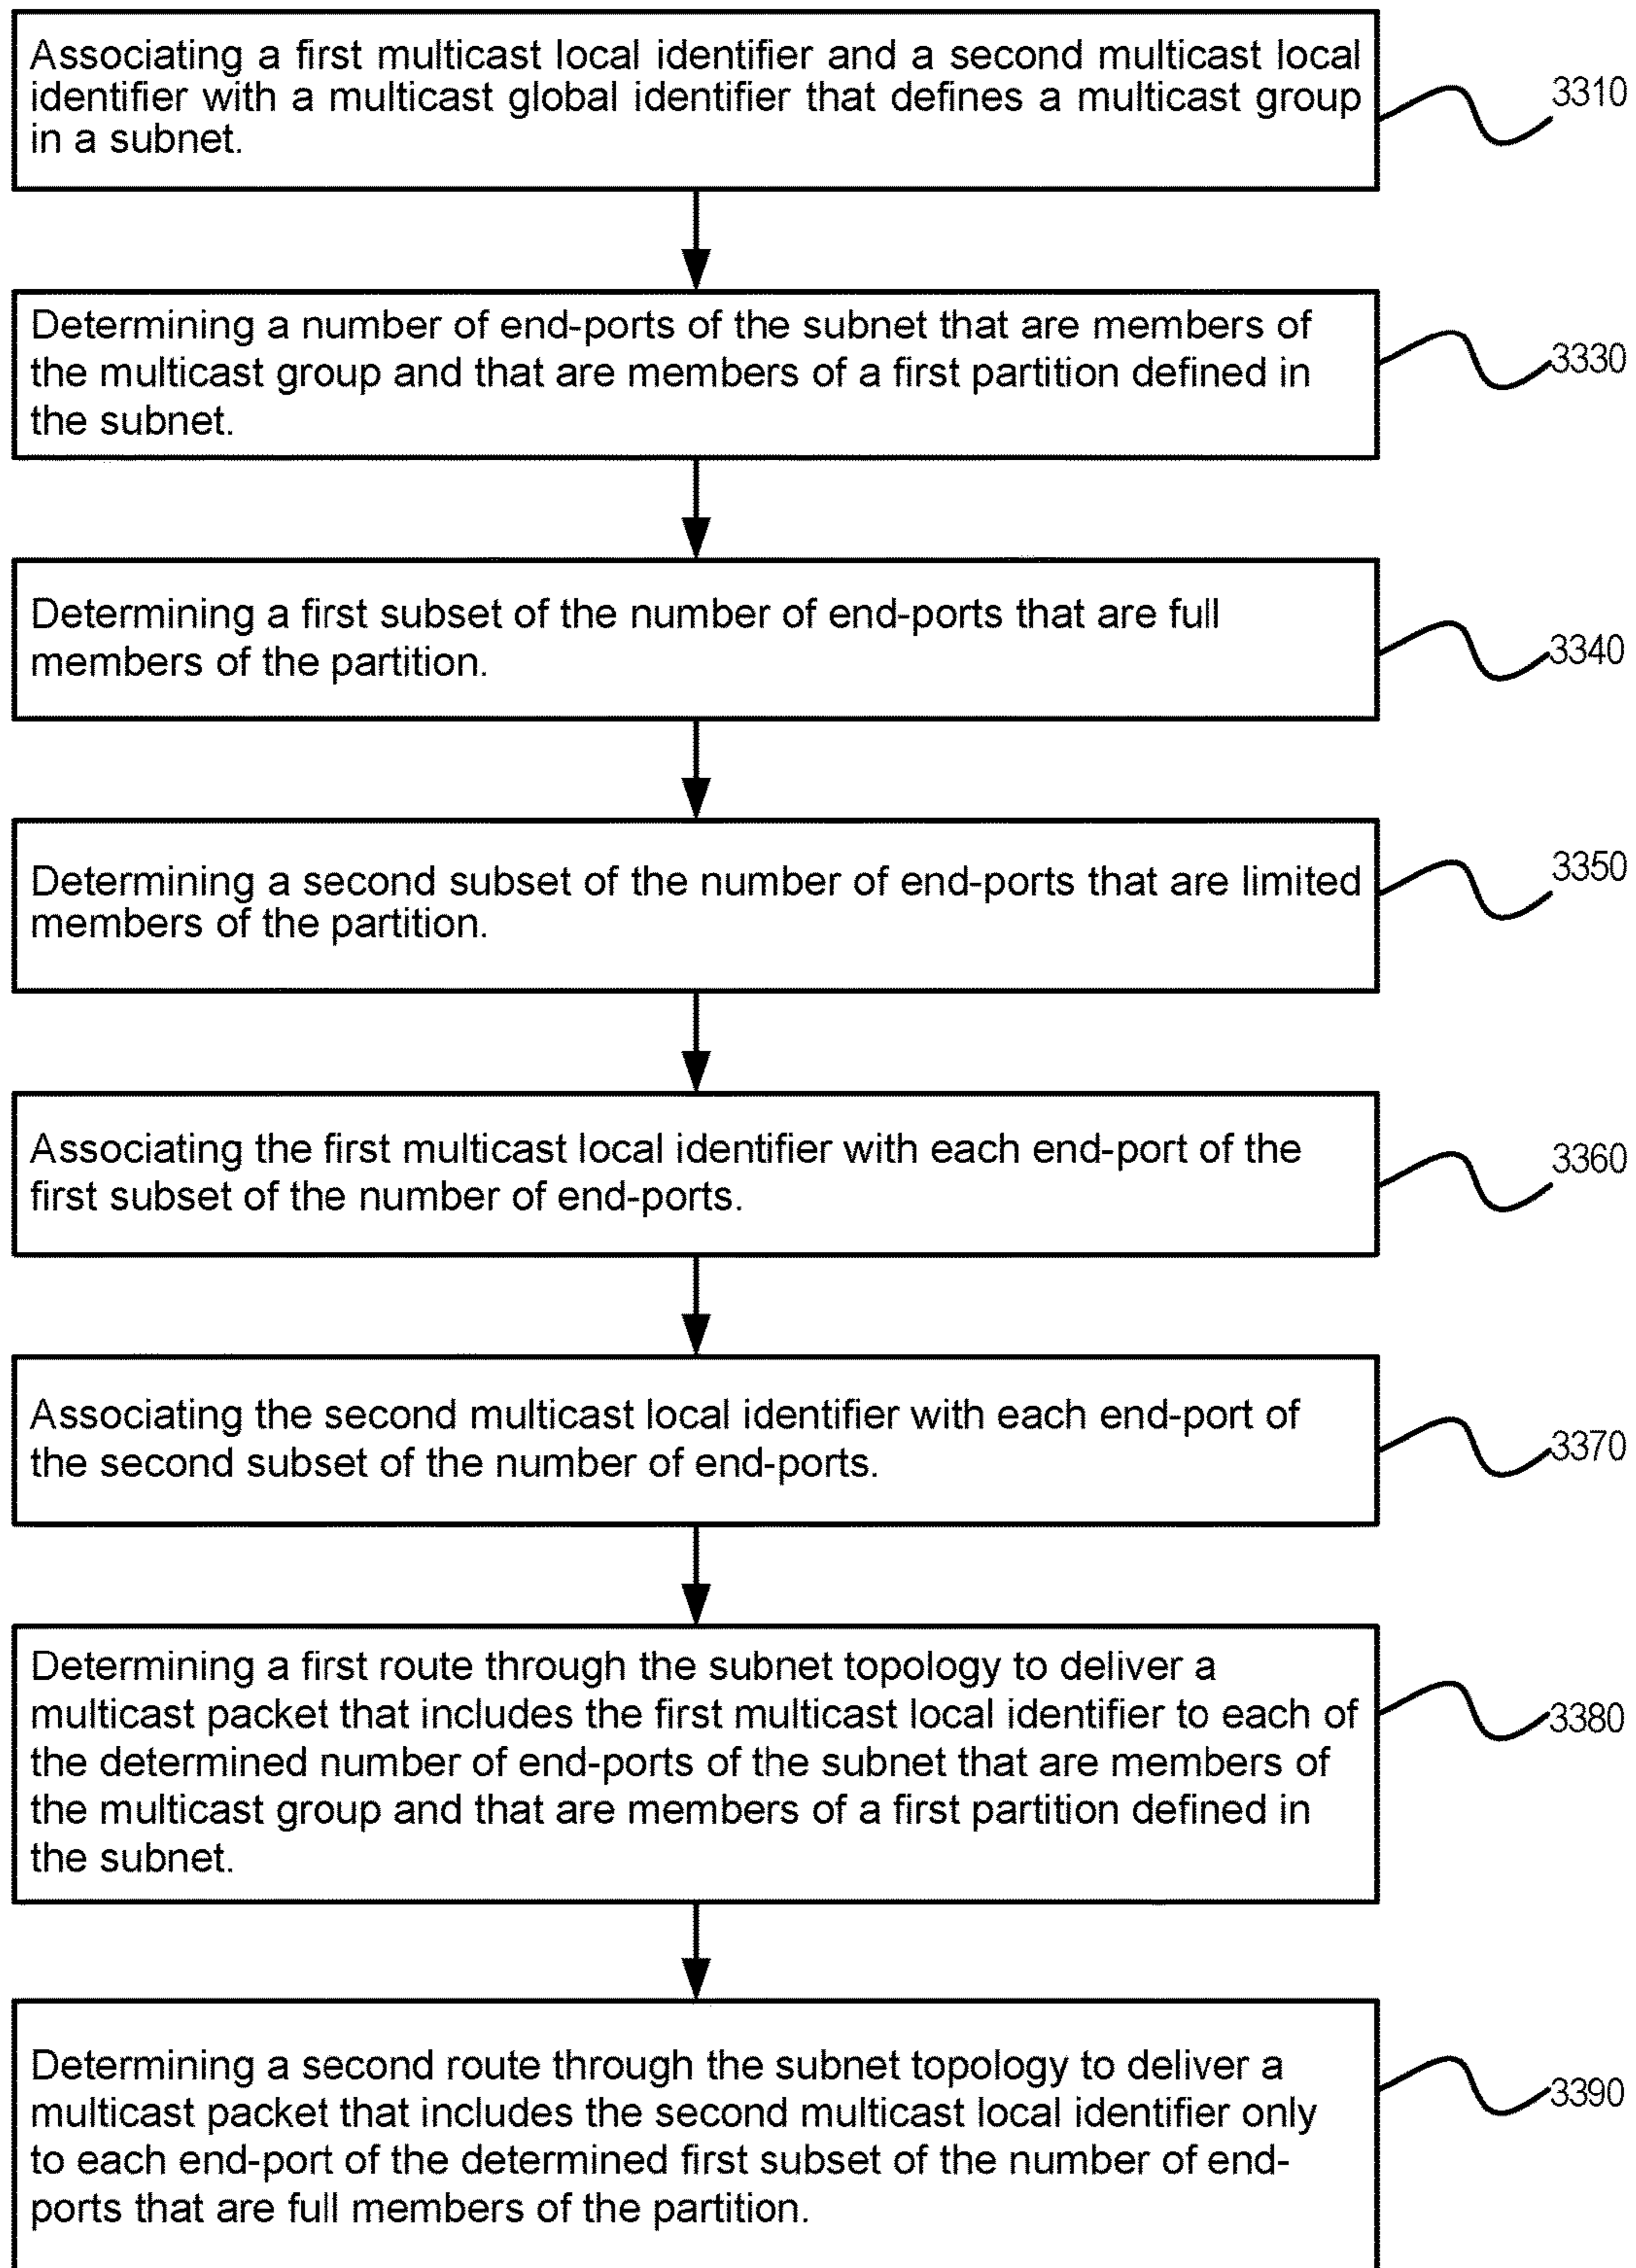 Associating a first multicast local identifier and a second multicast local
identifier with a multicast global identifier that defines a multicast group
in a subnet.
3310
Determining a number of end-ports of the subnet that are members of
the multicast group and that are members of a first partition defined in
the subnet.
3330
Determining a first subset of the number of end-ports that are full
members of the partition.
3340
Determining a second subset of the number of end-ports that are limited
members of the partition.
3350
Associating the first multicast local identifier with each end-port of the
first subset of the number of end-ports.
3360
Associating the second multicast local identifier with each end-port of
the second subset of the number of end-ports.
3370
Determining a first route through the subnet topology to deliver a
multicast packet that includes the first multicast local identifier to each of
the determined number of end-ports of the subnet that are members of
the multicast group and that are members of a first partition defined in
the subnet.
3380
Determining a second route through the subnet topology to deliver a
multicast packet that includes the second multicast local identifier only
to each end-port of the determined first subset of the number of end-
ports that are full members of the partition.
3390